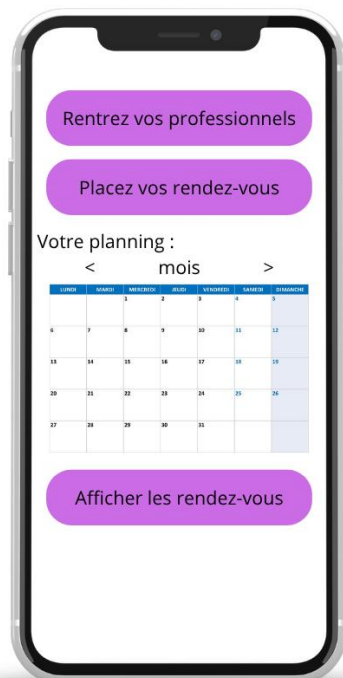 Rentrez vos professionnels
Placez vos rendez-vous
Votre planning :
< mois >
LUNDI MARDI MERCREDI JEUDI VENDREDI SAMEDI DIMANCHE
1 2 3 4 5
6 7 8 9 10 11 12
13 14 15 16 17 18 19
20 21 22 23 24 25 26
27 28 29 30 31
Afficher les rendez-vous